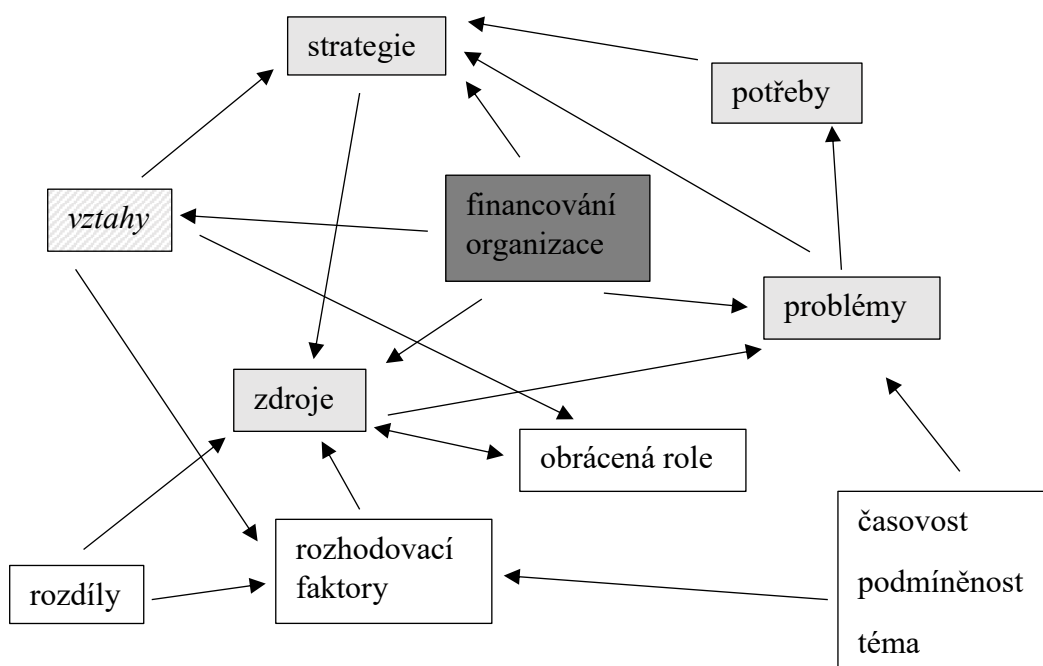 strategie
potřeby
vztahy
financování
organizace
problémy
zdroje
obrácená role
rozdíly
rozhodovací
faktory
časovost
podmíněnost
téma